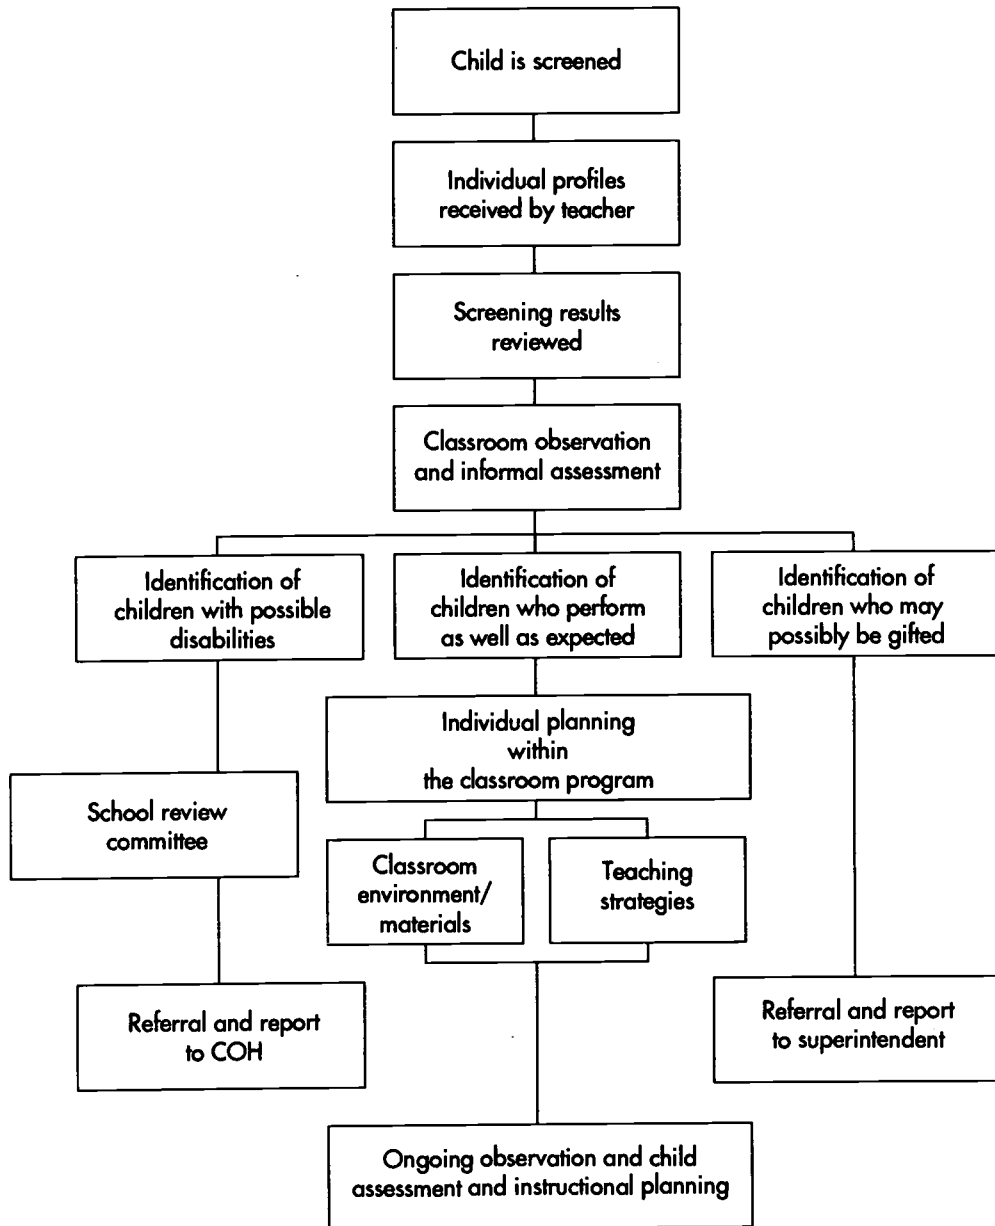 Child is screened
Individual profiles
received by teacher
Screening results
reviewed
Classroom observation
and informal assessment
Identification of
children with possible
disabilities
Identification of
children who perform
as well as expected
Identification of
children who may
possibly be gifted
Individual planning
within
the classroom program
School review
committee
Classroom
environment/
materials
Teaching
strategies
Referral and report
to COH
Referral and report
to superintendent
Ongoing observation and child
assessment and instructional planning